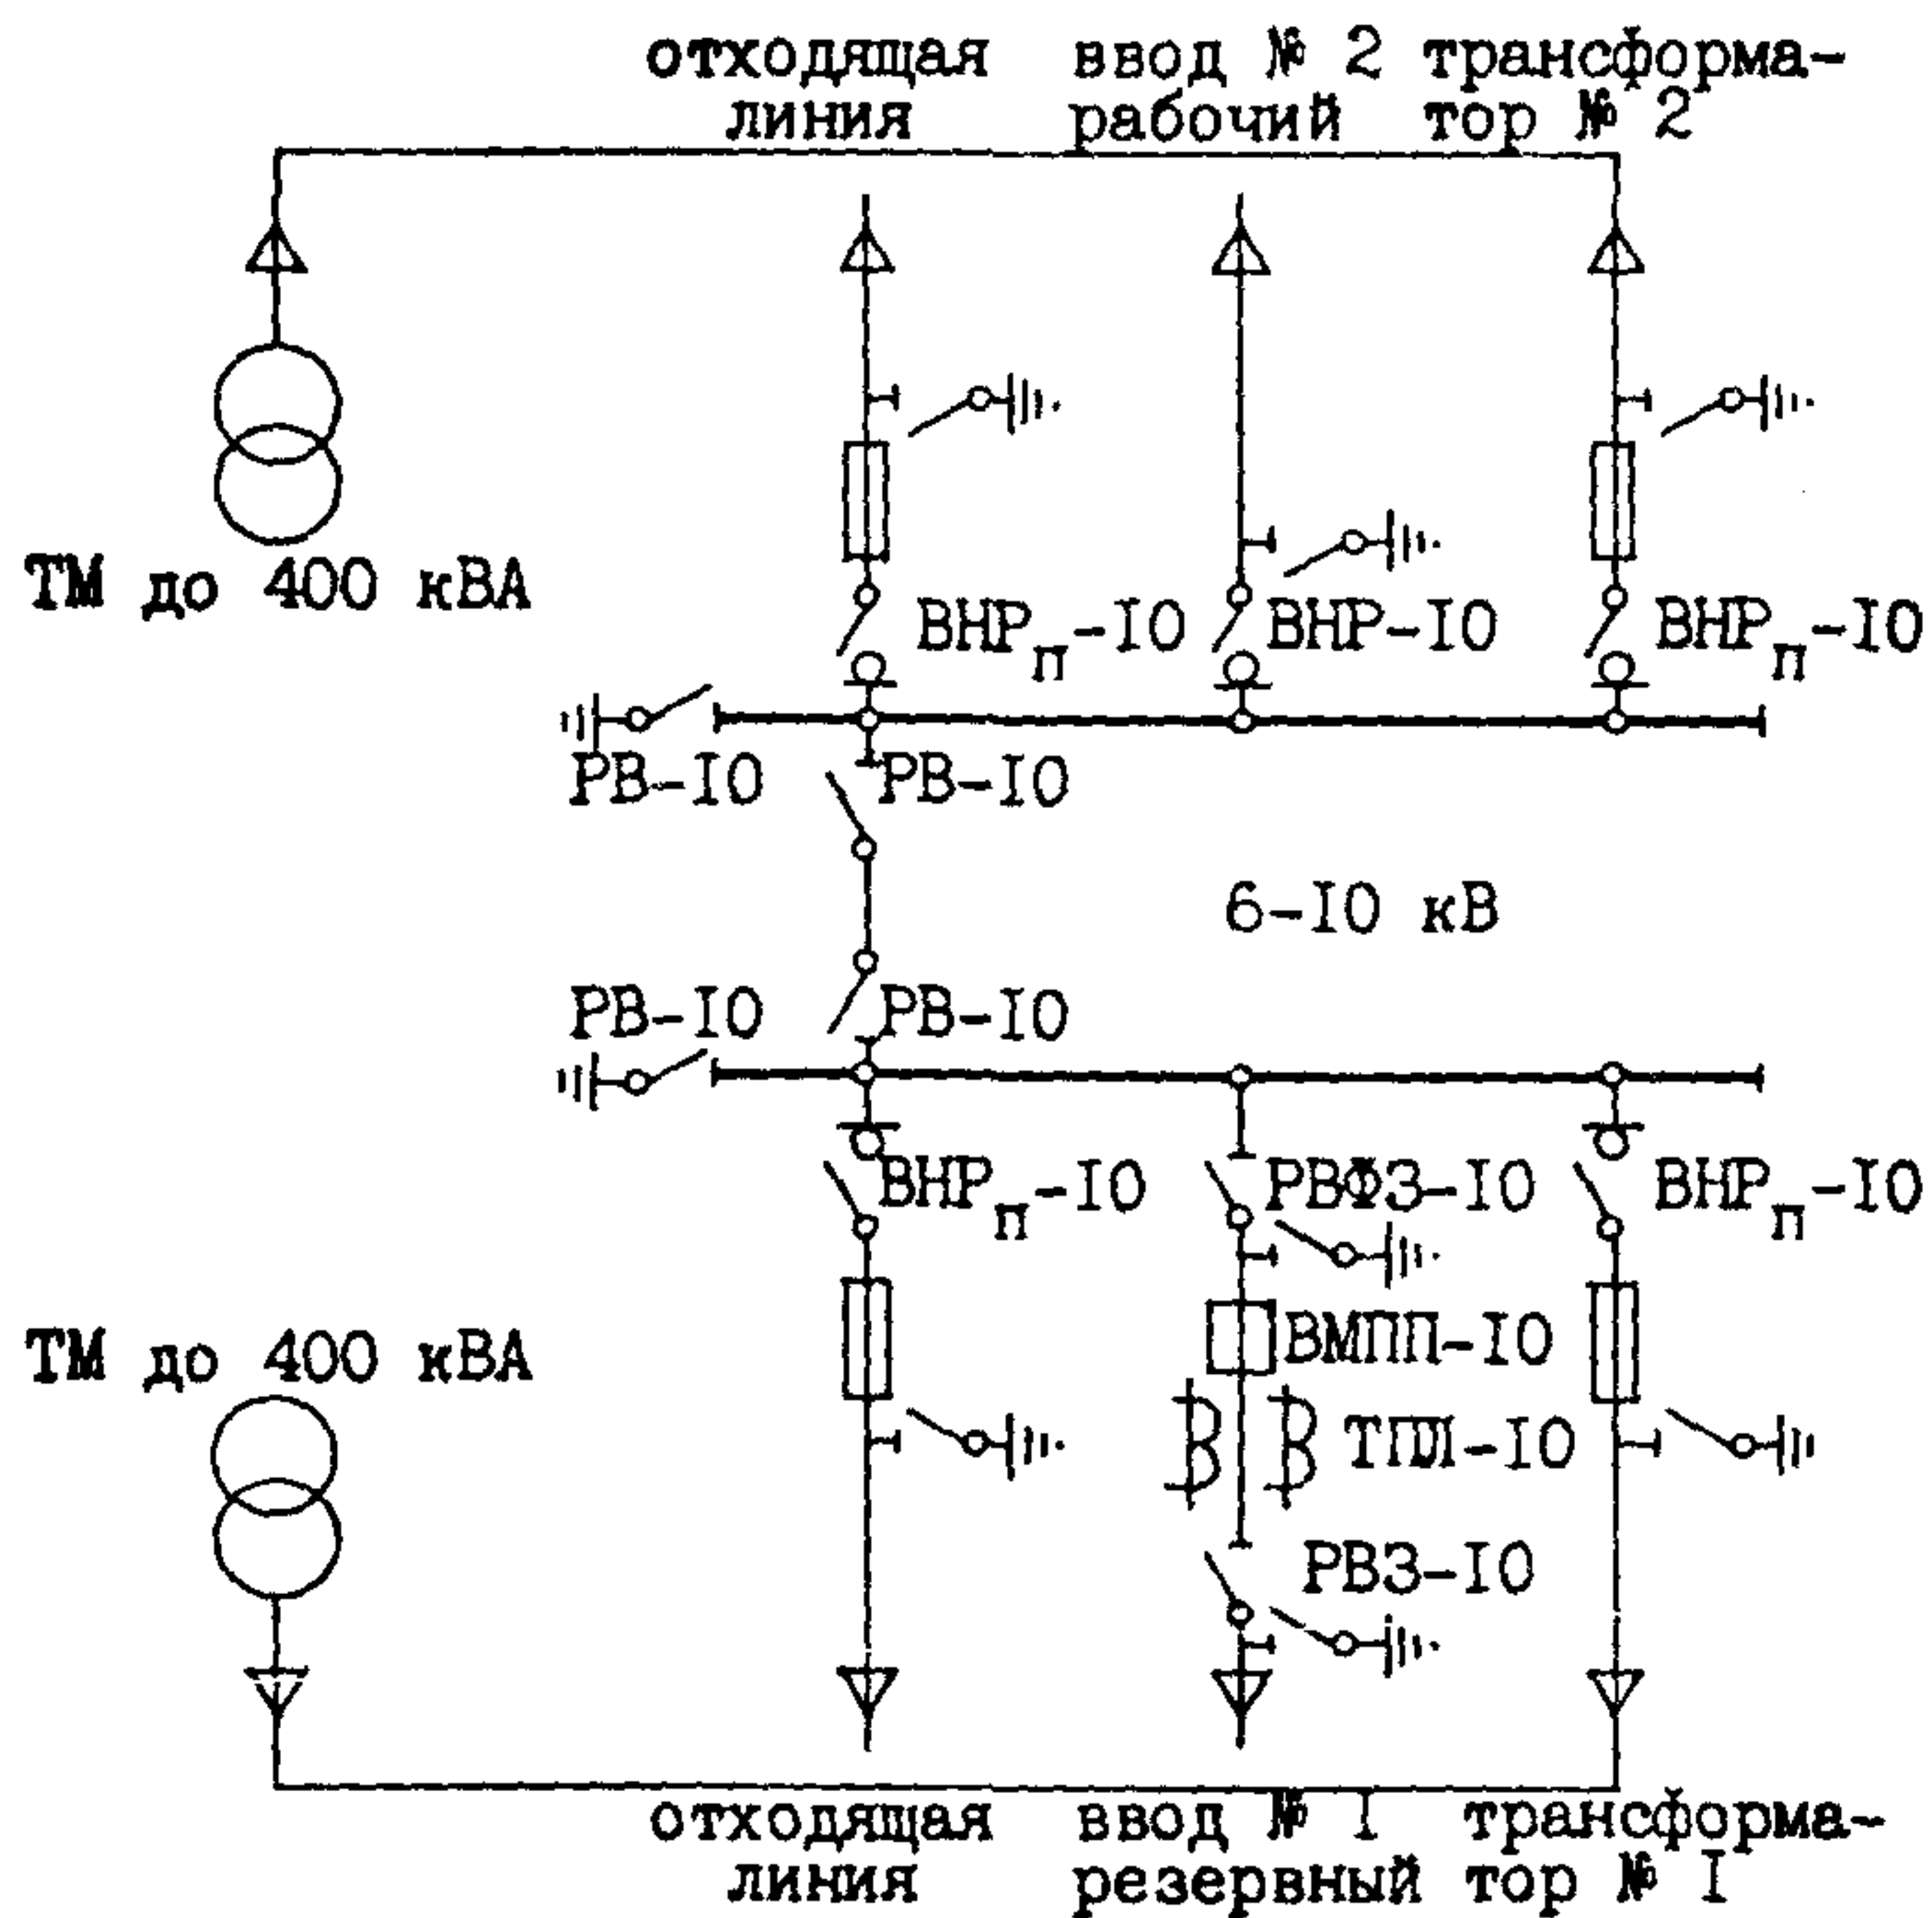 отходящая ввод № 2 трансформа-
линия рабочий тор № 2
ТМ до 400 кВА
ВНРп-10 ВНР-10 ВНРп-10
РВ-10 РВ-10
6-10 кВ
РВ-10 РВ-10
ВНРп-10 РВФЗ-10 ВНРп-10
ВМПП-10
ТМ до 400 кВА
ТПЛ-10
РВЗ-10
отходящая ввод № I трансформа-
линия резервный тор № I